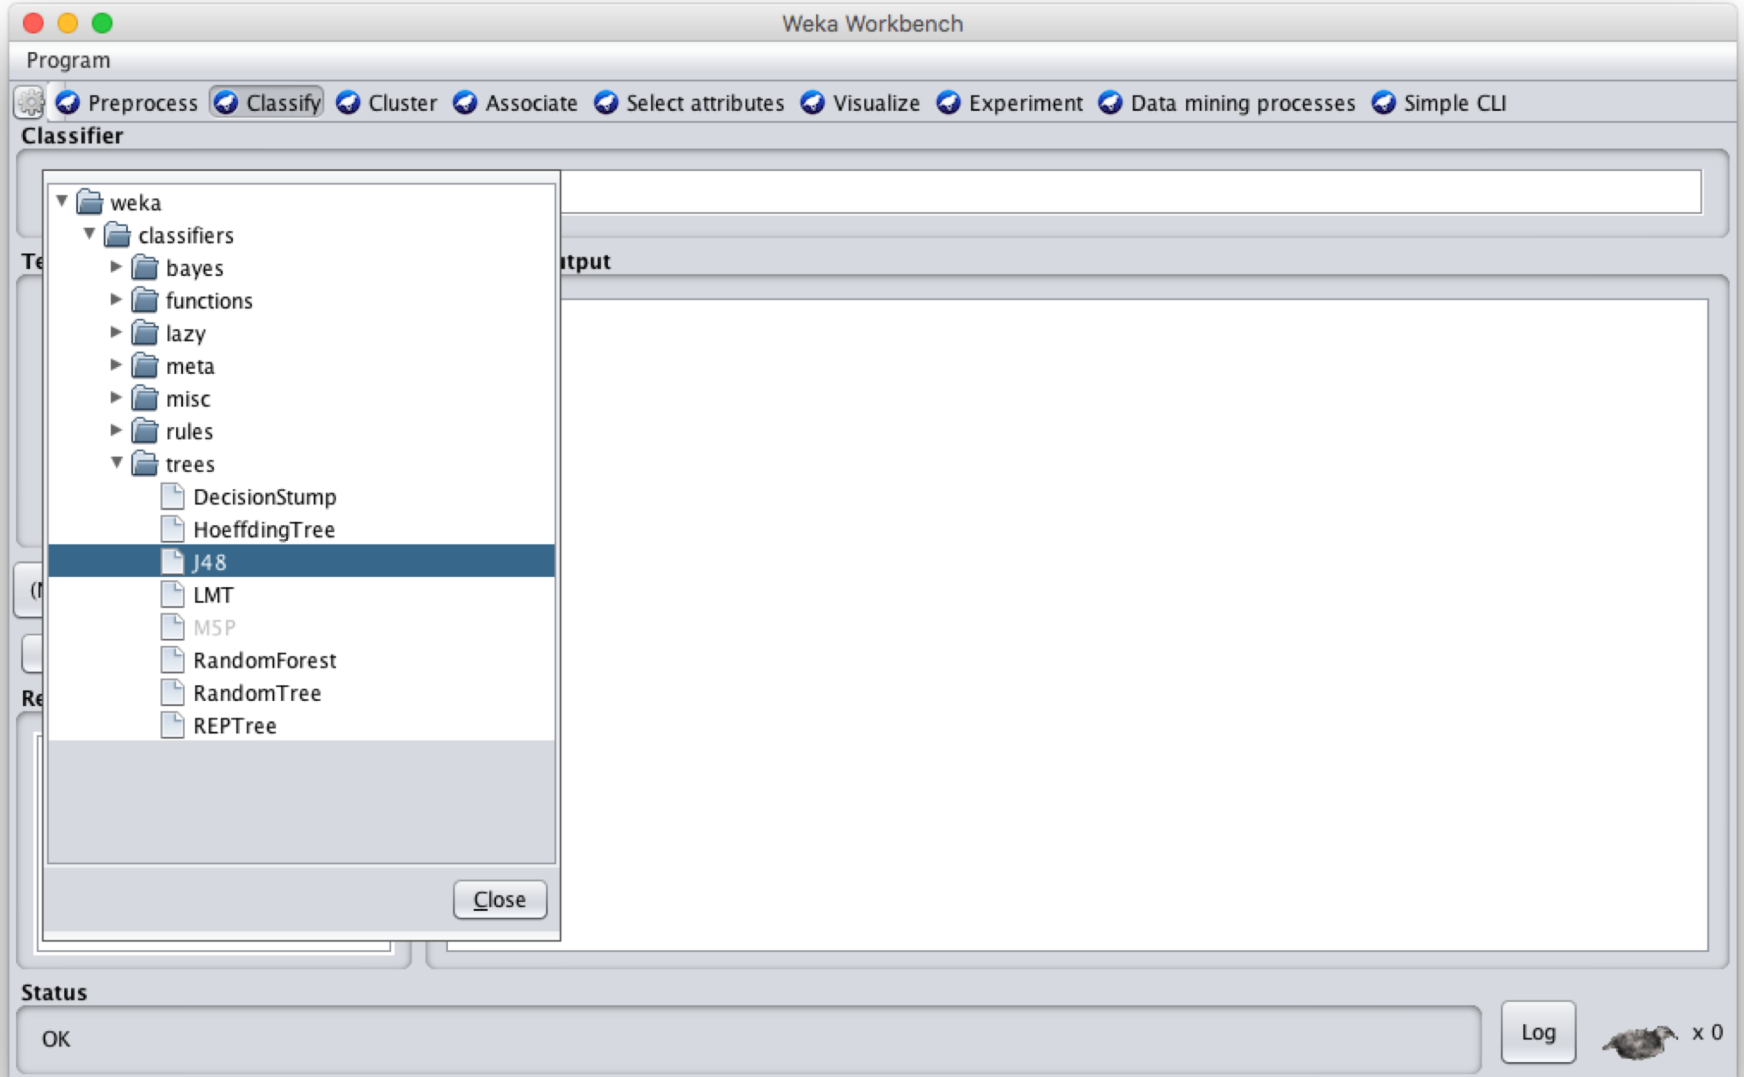 Weka Workbench
Program
Preprocess Classify Cluster Associate Select attributes Visualize Experiment Data mining processes Simple CLI
Classifier
weka
classifiers
bayes
functions
lazy
meta
misc
rules
trees
DecisionStump
HoeffdingTree
J48
LMT
M5P
RandomForest
RandomTree
REPTree
Close
Status
OK
Log
x 0